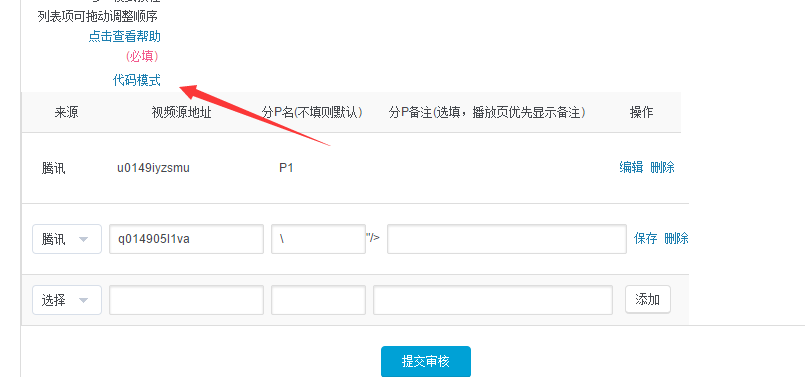 列表项可拖动调整顺序
点击查看帮助
(必填)
代码模式
来源 视频源地址 分P名(不填则默认) 分P备注(选填，播放页优先显示备注) 操作
腾讯 u0149iyzsmu P1 编辑 删除
腾讯 q014905l1va \ "/> 保存 删除
选择 添加
提交审核